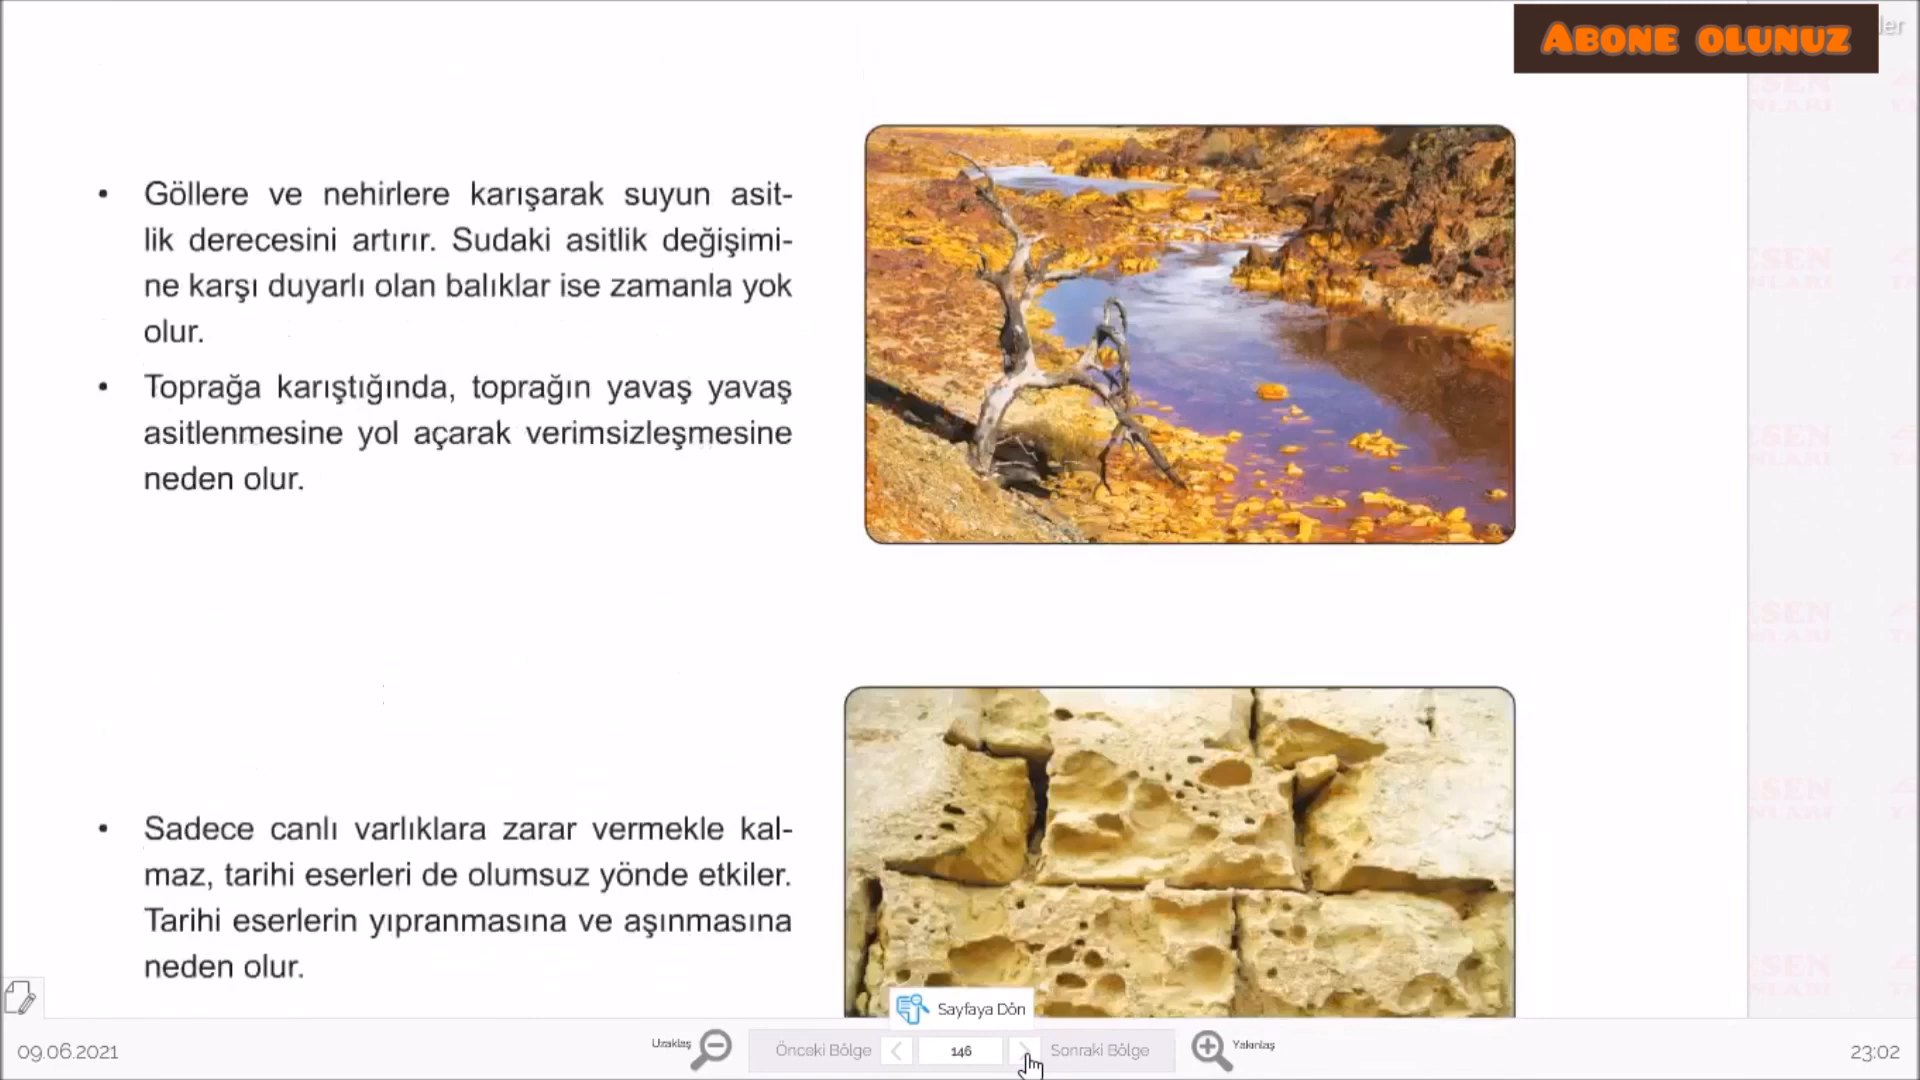 ABONE OLUNUZ
ler
• Göllere ve nehirlere karışarak suyun asit-
lik derecesini artırır. Sudaki asitlik değişimi-
ne karşı duyarlı olan balıklar ise zamanla yok
olur.
• Toprağa karıştığında, toprağın yavaş yavaş
asitlenmesine yol açarak verimsizleşmesine
neden olur.
• Sadece canlı varlıklara zarar vermekle kal-
maz, tarihi eserleri de olumsuz yönde etkiler.
Tarihi eserlerin yıpranmasına ve aşınmasına
neden olur.
Sayfaya Dön
09.06.2021 Uzaklaş Önceki Bölge 146 Sonraki Bölge Yakınlaş 23:02